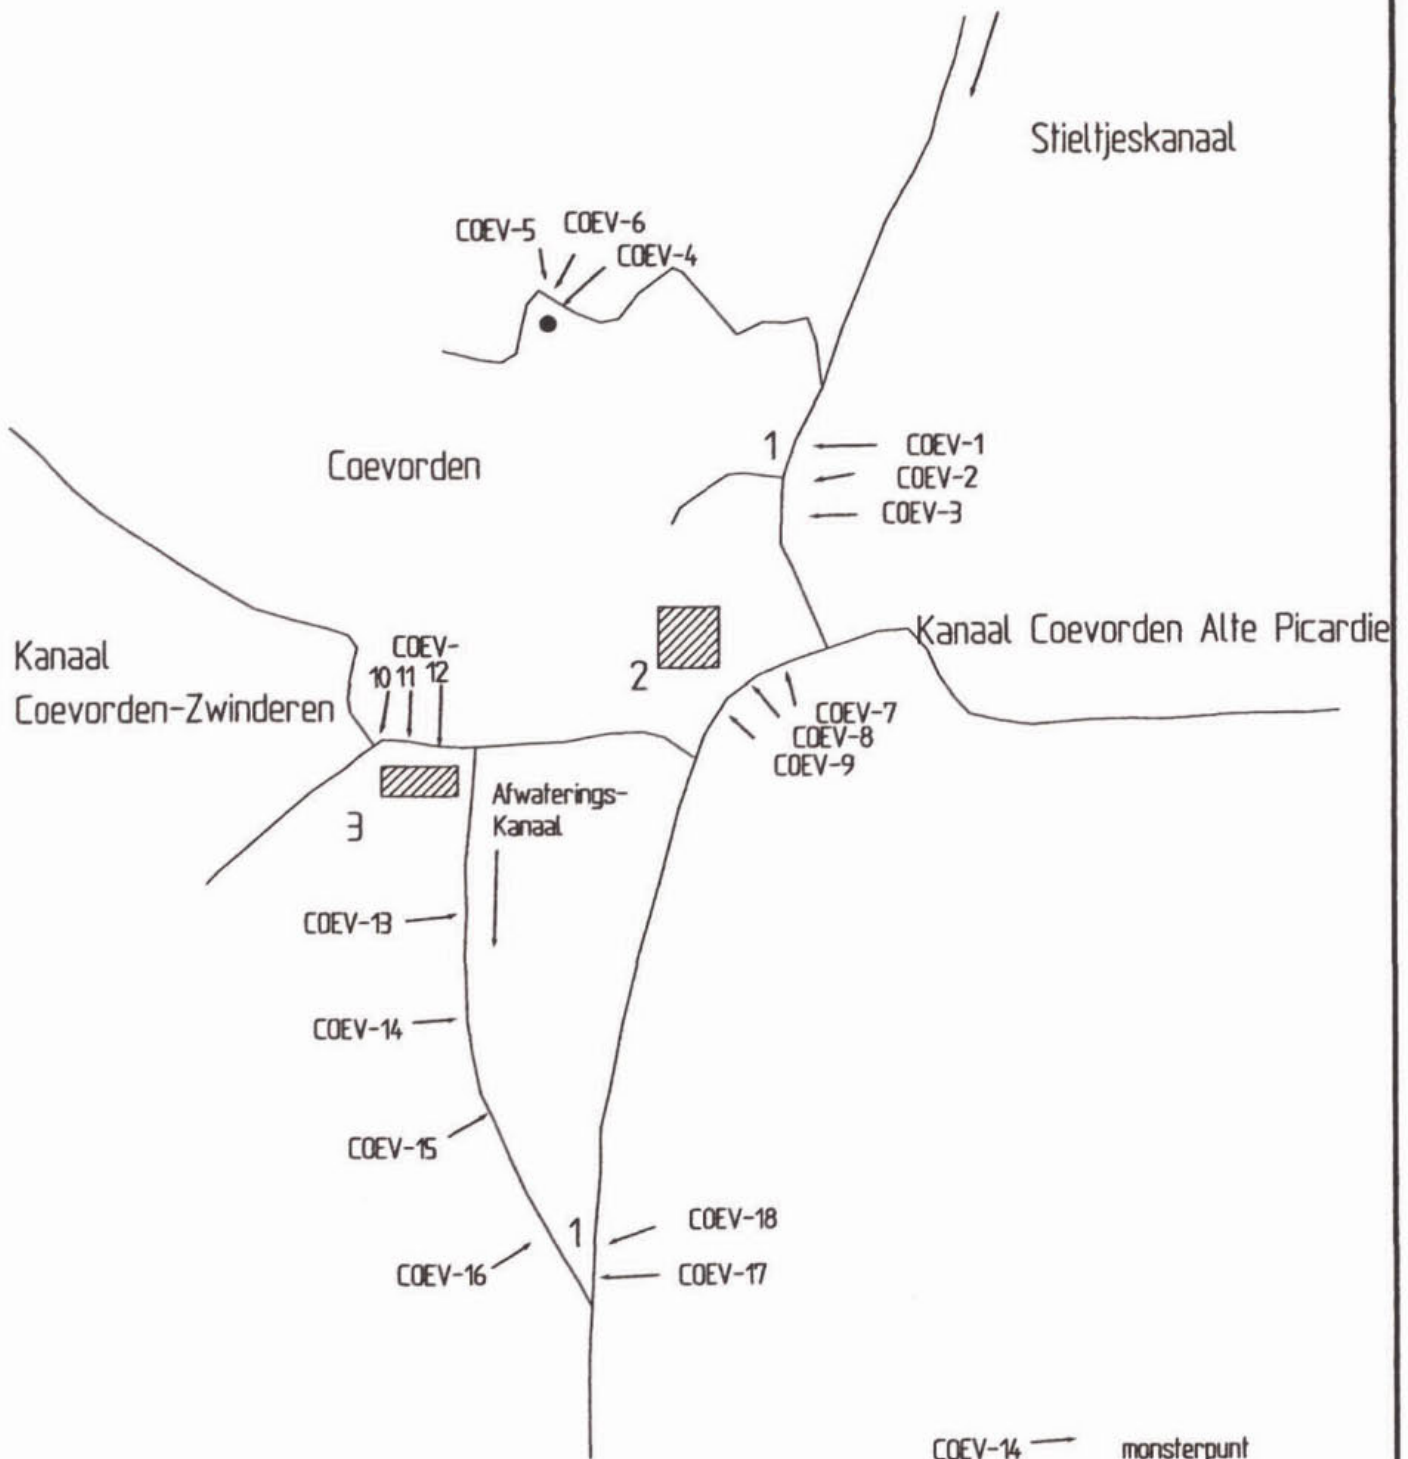 Stieltjeskanaal
COEV-5
COEV-6
COEV-4
1
COEV-1
Coevorden
COEV-2
COEV-3
Kanaal Coevorden Alte Picardie
Kanaal
Coevorden-Zwinderen
COEV-
10 11 12
2
COEV-7
COEV-8
COEV-9
Afwaterings-
Kanaal
3
COEV-13
COEV-14
COEV-15
1
COEV-18
COEV-16
COEV-17
COEV-14
monsterpunt